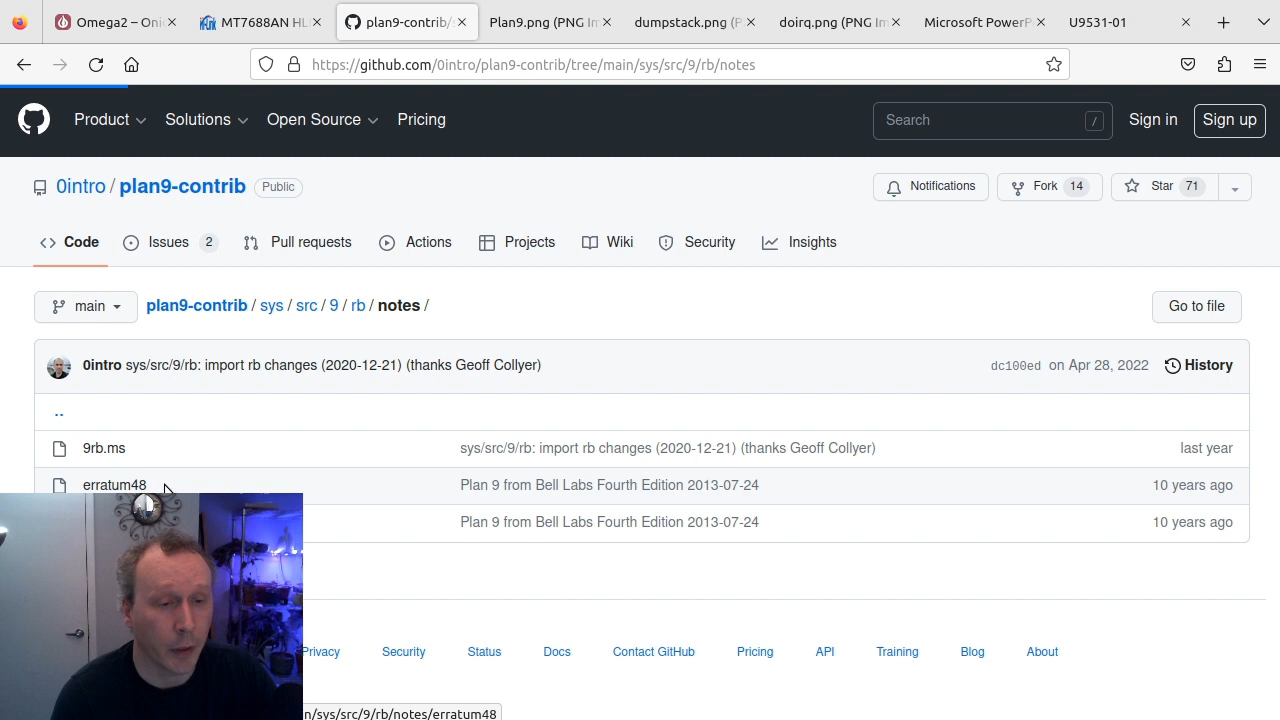 Omega2 – Oni
MT7688AN HL
plan9-contrib/s
Plan9.png (PNG Im
dumpstack.png (P
doirq.png (PNG Im
Microsoft PowerP
U9531-01
https://github.com/0intro/plan9-contrib/tree/main/sys/src/9/rb/notes
Product Solutions Open Source Pricing Search / Sign in Sign up
0intro / plan9-contrib Public Notifications Fork 14 Star 71
Code Issues 2 Pull requests Actions Projects Wiki Security Insights
main plan9-contrib / sys / src / 9 / rb / notes / Go to file
0intro sys/src/9/rb: import rb changes (2020-12-21) (thanks Geoff Collyer) dc100ed on Apr 28, 2022 History
..
9rb.ms sys/src/9/rb: import rb changes (2020-12-21) (thanks Geoff Collyer) last year
erratum48 Plan 9 from Bell Labs Fourth Edition 2013-07-24 10 years ago
Plan 9 from Bell Labs Fourth Edition 2013-07-24 10 years ago
Privacy Security Status Docs Contact GitHub Pricing API Training Blog About
n/sys/src/9/rb/notes/erratum48